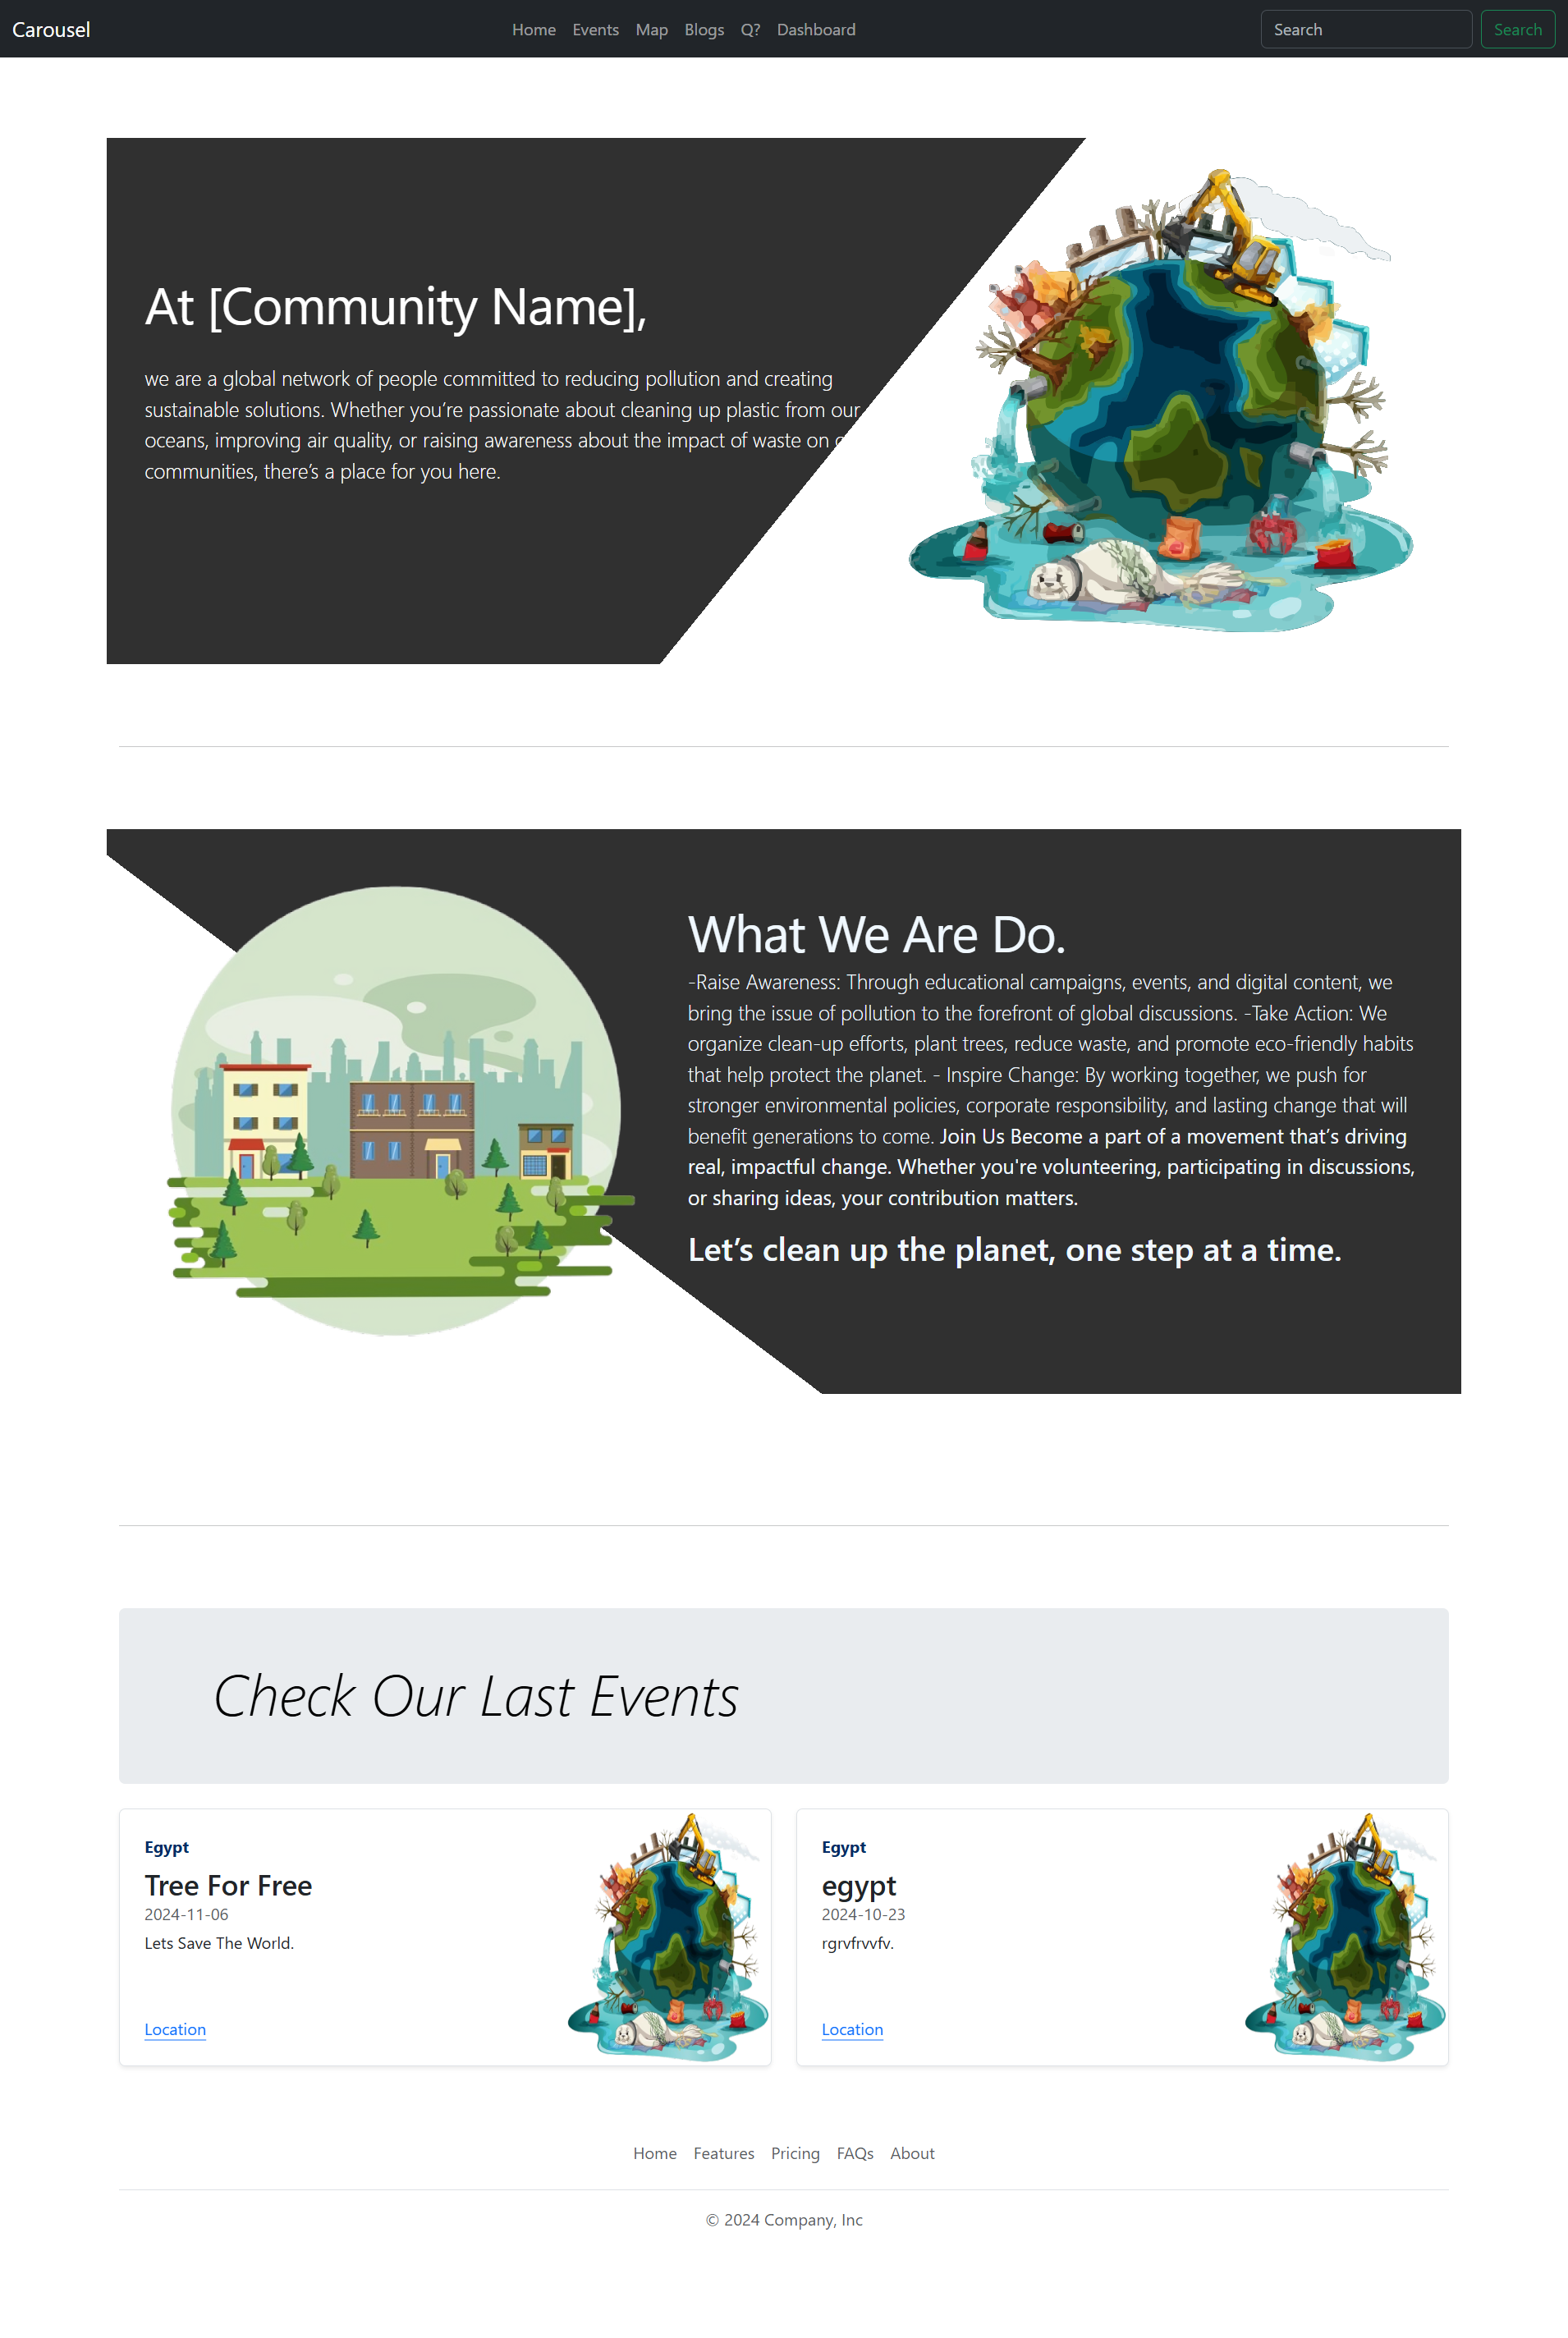 Carousel
Home Events Map Blogs Q? Dashboard
Search Search
At [Community Name],
we are a global network of people committed to reducing pollution and creating
sustainable solutions. Whether you’re passionate about cleaning up plastic from our
oceans, improving air quality, or raising awareness about the impact of waste on
communities, there’s a place for you here.
What We Are Do.
-Raise Awareness: Through educational campaigns, events, and digital content, we
bring the issue of pollution to the forefront of global discussions. -Take Action: We
organize clean-up efforts, plant trees, reduce waste, and promote eco-friendly habits
that help protect the planet. - Inspire Change: By working together, we push for
stronger environmental policies, corporate responsibility, and lasting change that will
benefit generations to come. Join Us Become a part of a movement that’s driving
real, impactful change. Whether you're volunteering, participating in discussions,
or sharing ideas, your contribution matters.
Let’s clean up the planet, one step at a time.
Check Our Last Events
Egypt
Tree For Free
2024-11-06
Lets Save The World.
Location
Egypt
egypt
2024-10-23
rgrvfrvvfv.
Location
Home Features Pricing FAQs About
© 2024 Company, Inc